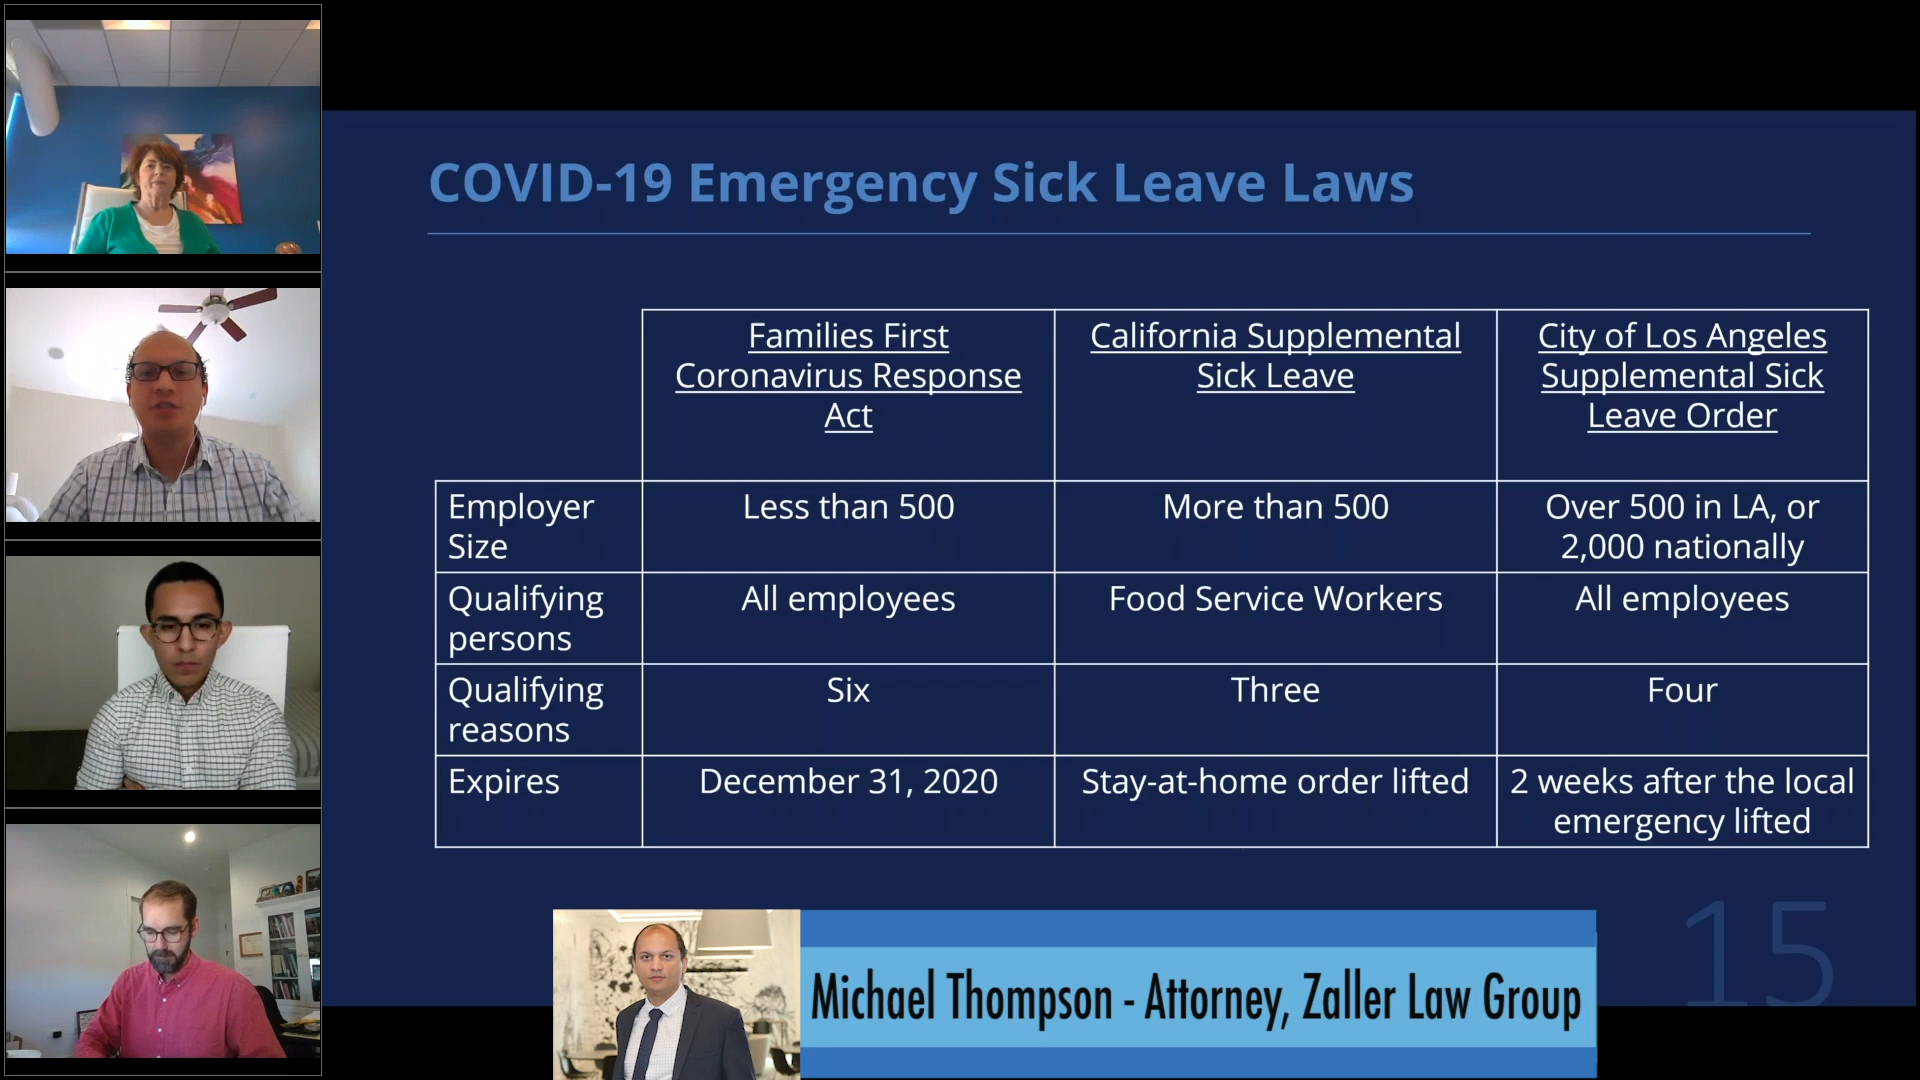 COVID-19 Emergency Sick Leave Laws
Families First
Coronavirus Response
Act
California Supplemental
Sick Leave
City of Los Angeles
Supplemental Sick
Leave Order
Employer
Size
Less than 500
More than 500
Over 500 in LA, or
2,000 nationally
Qualifying
persons
All employees
Food Service Workers
All employees
Qualifying
reasons
Six
Three
Four
Expires
December 31, 2020
Stay-at-home order lifted
2 weeks after the local
emergency lifted
15
Michael Thompson - Attorney, Zaller Law Group